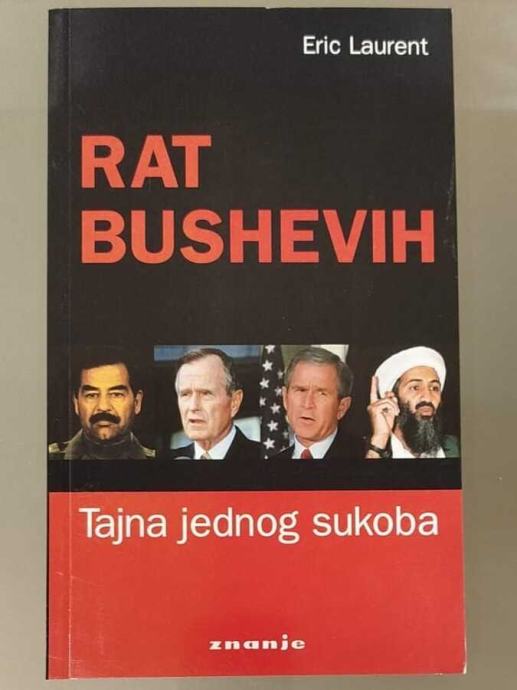 Eric Laurent
RAT
BUSHEVIH
Tajna jednog sukoba
znanje